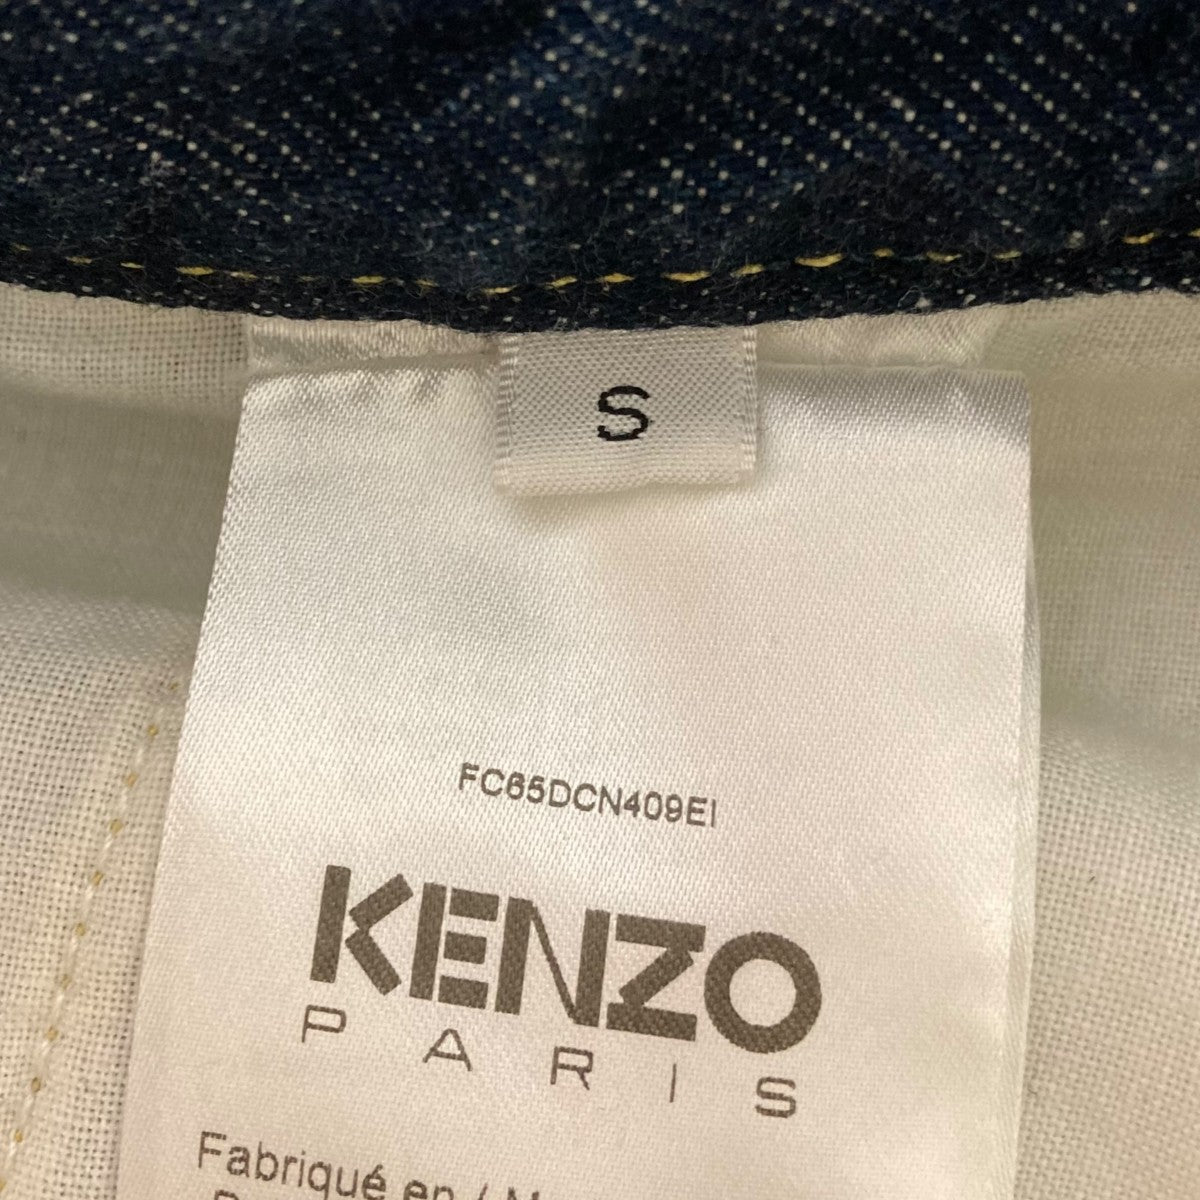 S
FC65DCN409EI
KENZO
PARIS
Fabriqué en /